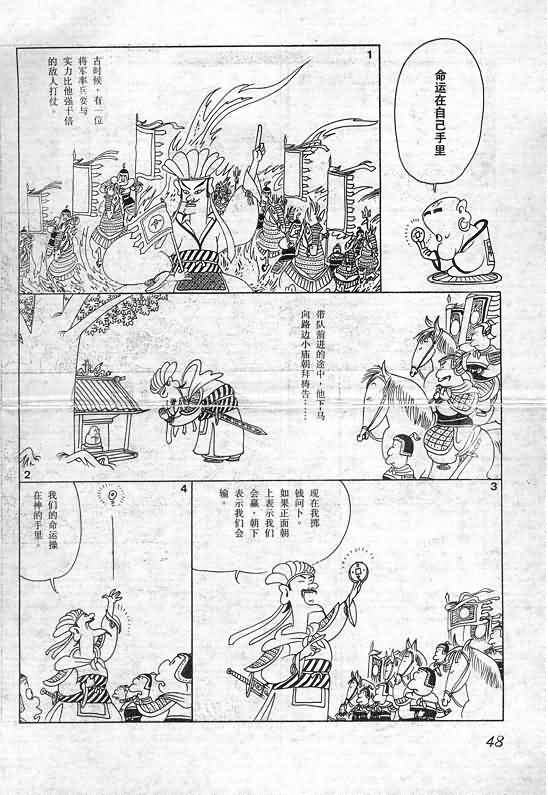 命运在自己手里
1
古时候，有一位
将军率兵要与
实力比他强十倍
的敌人打仗。
带队前进的途中，他下马
向路边小庙朝拜祷告……
2
3
现在我掷
钱问卜。
如果正面朝
上表示我们
会赢，朝下
表示我们会
输。
4
我们的命运操
在神的手里。
48